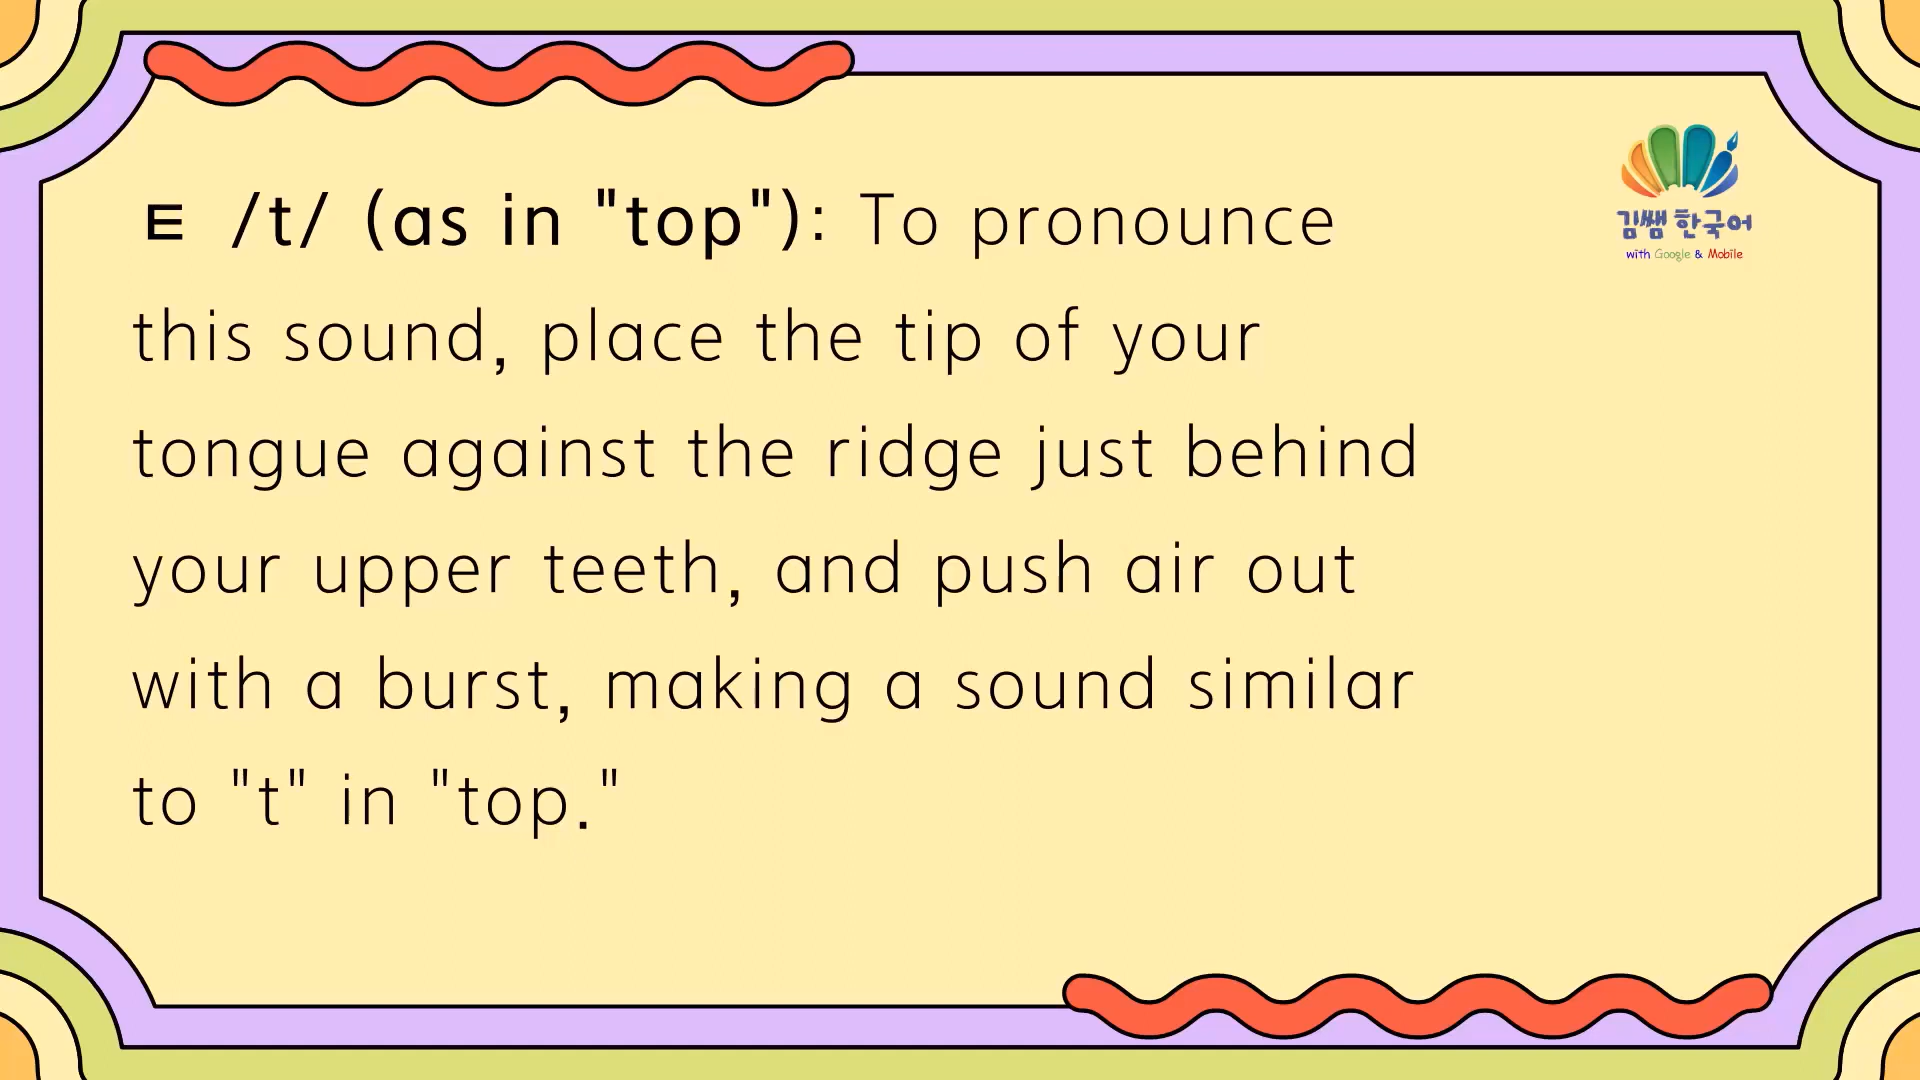 ㅌ /t/ (as in "top"): To pronounce
this sound, place the tip of your
tongue against the ridge just behind
your upper teeth, and push air out
with a burst, making a sound similar
to "t" in "top."
김쌤 한국어
with Google & Mobile